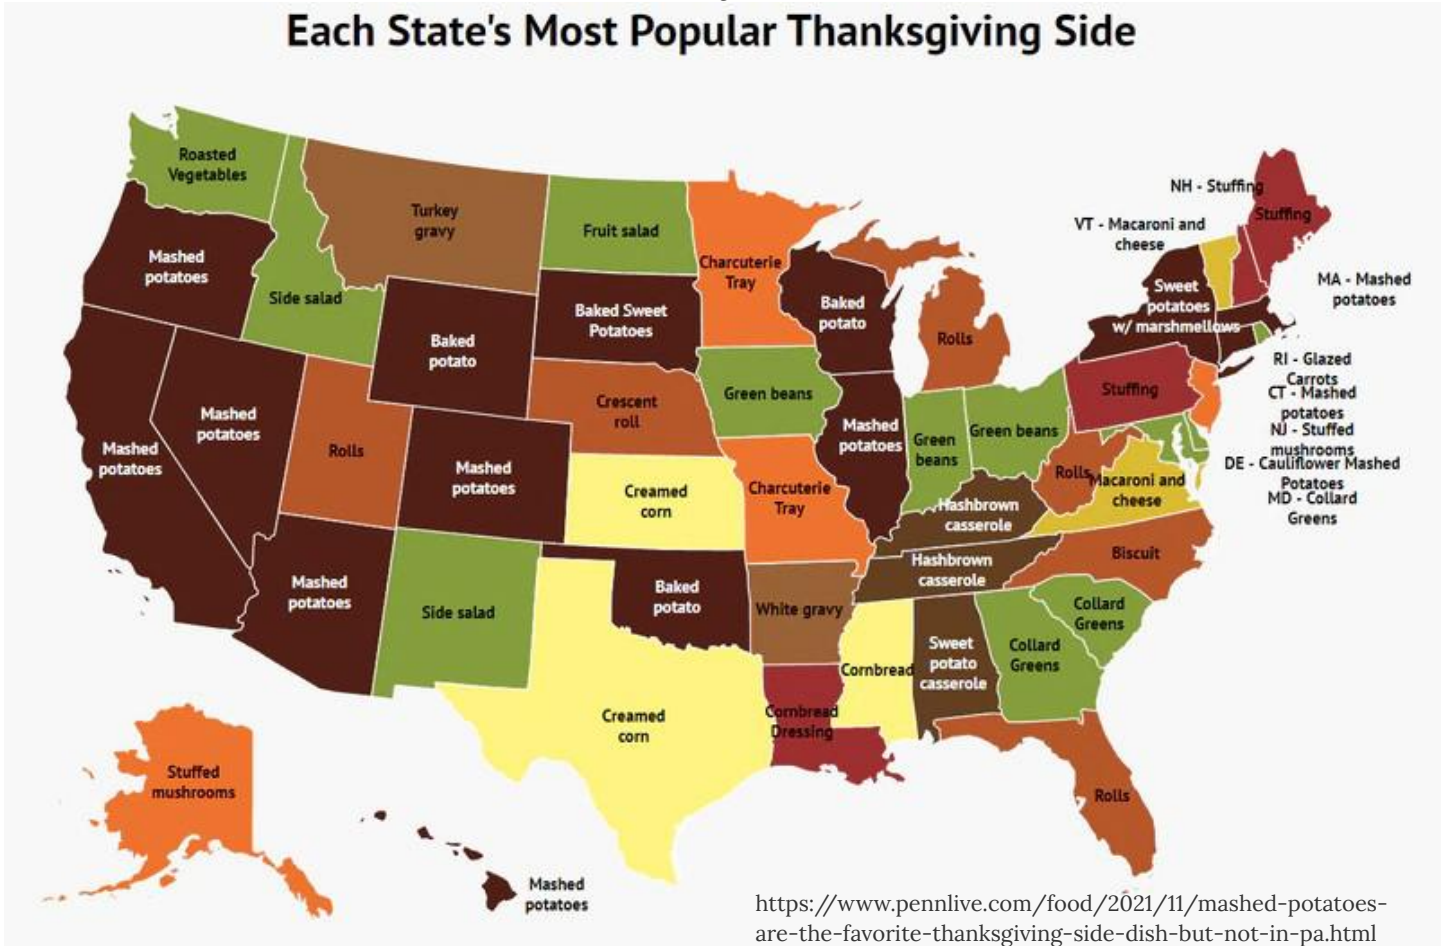 Each State's Most Popular Thanksgiving Side
Roasted
Vegetables
Mashed
potatoes
Side salad
Turkey
gravy
Fruit salad
Charcuterie
Tray
Baked
potato
Baked Sweet
Potatoes
Baked
potato
Rolls
NH - Stuffing
Stuffing
VT - Macaroni and
cheese
Sweet
potatoes
w/ marshmellows
MA - Mashed
potatoes
RI - Glazed
Carrots
CT - Mashed
potatoes
NJ - Stuffed
mushrooms
DE - Cauliflower Mashed
Potatoes
MD - Collard
Greens
Mashed
potatoes
Mashed
potatoes
Rolls
Mashed
potatoes
Crescent
roll
Green beans
Mashed
potatoes
Green
beans
Green beans
Stuffing
Rolls
Macaroni and
cheese
Creamed
corn
Charcuterie
Tray
Hashbrown
casserole
Hashbrown
casserole
Biscuit
Mashed
potatoes
Side salad
Baked
potato
White gravy
Cornbread
Sweet
potato
casserole
Collard
Greens
Collard
Greens
Creamed
corn
Cornbread
Dressing
Rolls
Stuffed
mushrooms
Mashed
potatoes
https://www.pennlive.com/food/2021/11/mashed-potatoes-
are-the-favorite-thanksgiving-side-dish-but-not-in-pa.html